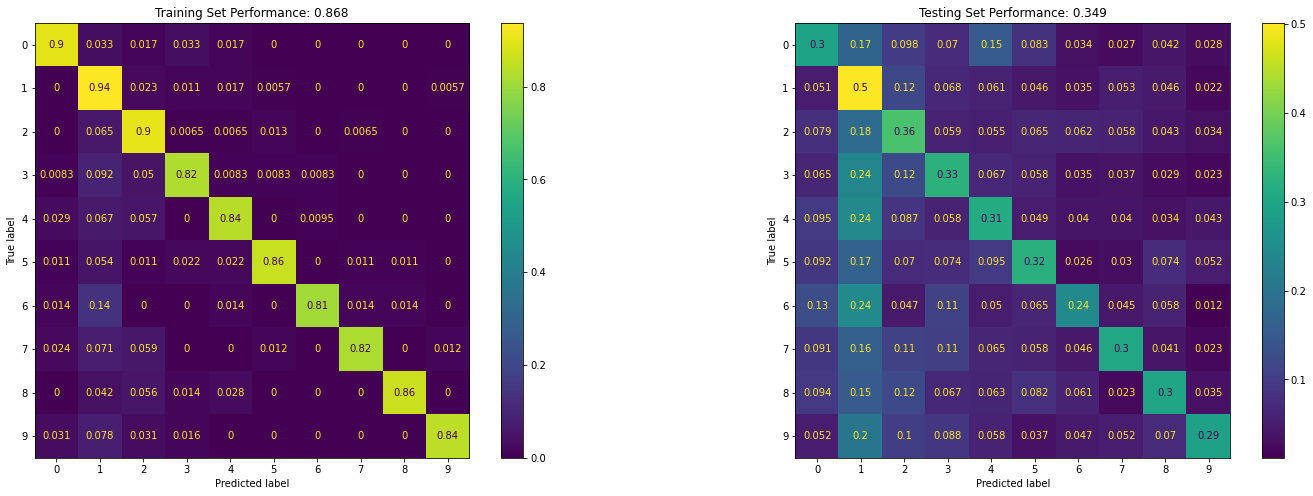 Training Set Performance: 0.868
0 0.9 0.033 0.017 0.033 0.017 0 0 0 0 0
1 0 0.94 0.023 0.011 0.017 0.0057 0 0 0 0.0057
2 0 0.065 0.9 0.0065 0.0065 0.013 0 0.0065 0 0
3 0.0083 0.092 0.05 0.82 0.0083 0.0083 0.0083 0 0 0
4 0.029 0.067 0.057 0 0.84 0 0.0095 0 0 0
5 0.011 0.054 0.011 0.022 0.022 0.86 0 0.011 0.011 0
6 0.014 0.14 0 0 0.014 0 0.81 0.014 0.014 0
7 0.024 0.071 0.059 0 0 0.012 0 0.82 0 0.012
8 0 0.042 0.056 0.014 0.028 0 0 0 0.86 0
9 0.031 0.078 0.031 0.016 0 0 0 0 0 0.84
0 1 2 3 4 5 6 7 8 9
Predicted label
True label
0.8
0.6
0.4
0.2
0.0
Testing Set Performance: 0.349
0 0.3 0.17 0.098 0.07 0.15 0.083 0.034 0.027 0.042 0.028
1 0.051 0.5 0.12 0.068 0.061 0.046 0.035 0.053 0.046 0.022
2 0.079 0.18 0.36 0.059 0.055 0.065 0.062 0.058 0.043 0.034
3 0.065 0.24 0.12 0.33 0.067 0.058 0.035 0.037 0.029 0.023
4 0.095 0.24 0.087 0.058 0.31 0.049 0.04 0.04 0.034 0.043
5 0.092 0.17 0.07 0.074 0.095 0.32 0.026 0.03 0.074 0.052
6 0.13 0.24 0.047 0.11 0.05 0.065 0.24 0.045 0.058 0.012
7 0.091 0.16 0.11 0.11 0.065 0.058 0.046 0.3 0.041 0.023
8 0.094 0.15 0.12 0.067 0.063 0.082 0.061 0.023 0.3 0.035
9 0.052 0.2 0.1 0.088 0.058 0.037 0.047 0.052 0.07 0.29
0 1 2 3 4 5 6 7 8 9
Predicted label
True label
0.5
0.4
0.3
0.2
0.1